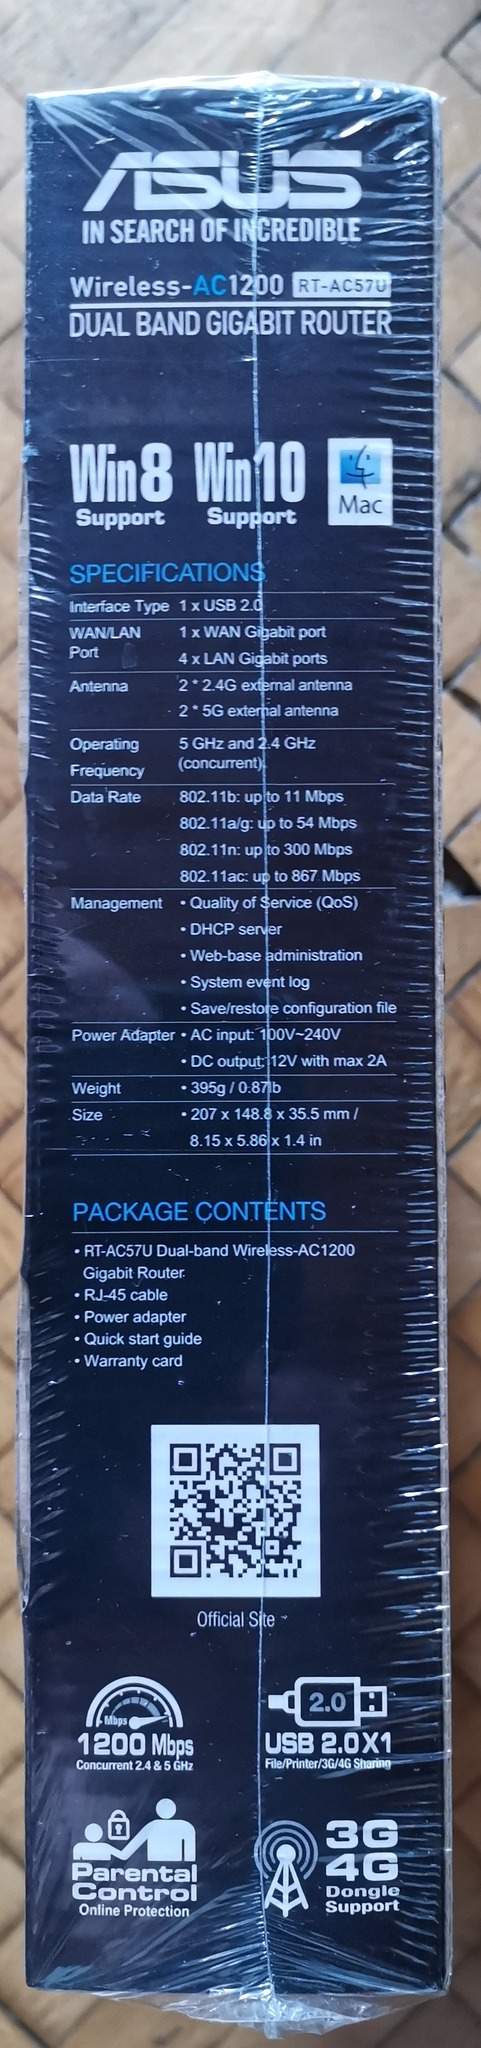 ASUS
IN SEARCH OF INCREDIBLE
Wireless-AC1200 RT-AC57U
DUAL BAND GIGABIT ROUTER
Win8 Support
Win10 Support
Mac
SPECIFICATIONS
Interface Type 1 x USB 2.0
WAN/LAN Port 1 x WAN Gigabit port
4 x LAN Gigabit ports
Antenna 2 * 2.4G external antenna
2 * 5G external antenna
Operating Frequency 5 GHz and 2.4 GHz
(concurrent)
Data Rate 802.11b: up to 11 Mbps
802.11a/g: up to 54 Mbps
802.11n: up to 300 Mbps
802.11ac: up to 867 Mbps
Management • Quality of Service (QoS)
• DHCP server
• Web-base administration
• System event log
• Save/restore configuration file
Power Adapter • AC input: 100V~240V
• DC output: 12V with max 2A
Weight • 395g / 0.87lb
Size • 207 x 148.8 x 35.5 mm /
8.15 x 5.86 x 1.4 in
PACKAGE CONTENTS
• RT-AC57U Dual-band Wireless-AC1200
Gigabit Router
• RJ-45 cable
• Power adapter
• Quick start guide
• Warranty card
Official Site
Mbps
1200 Mbps
Concurrent 2.4 & 5 GHz
2.0
USB 2.0X1
File/Printer/3G/4G Sharing
Parental
Control
Online Protection
3G
4G
Dongle
Support